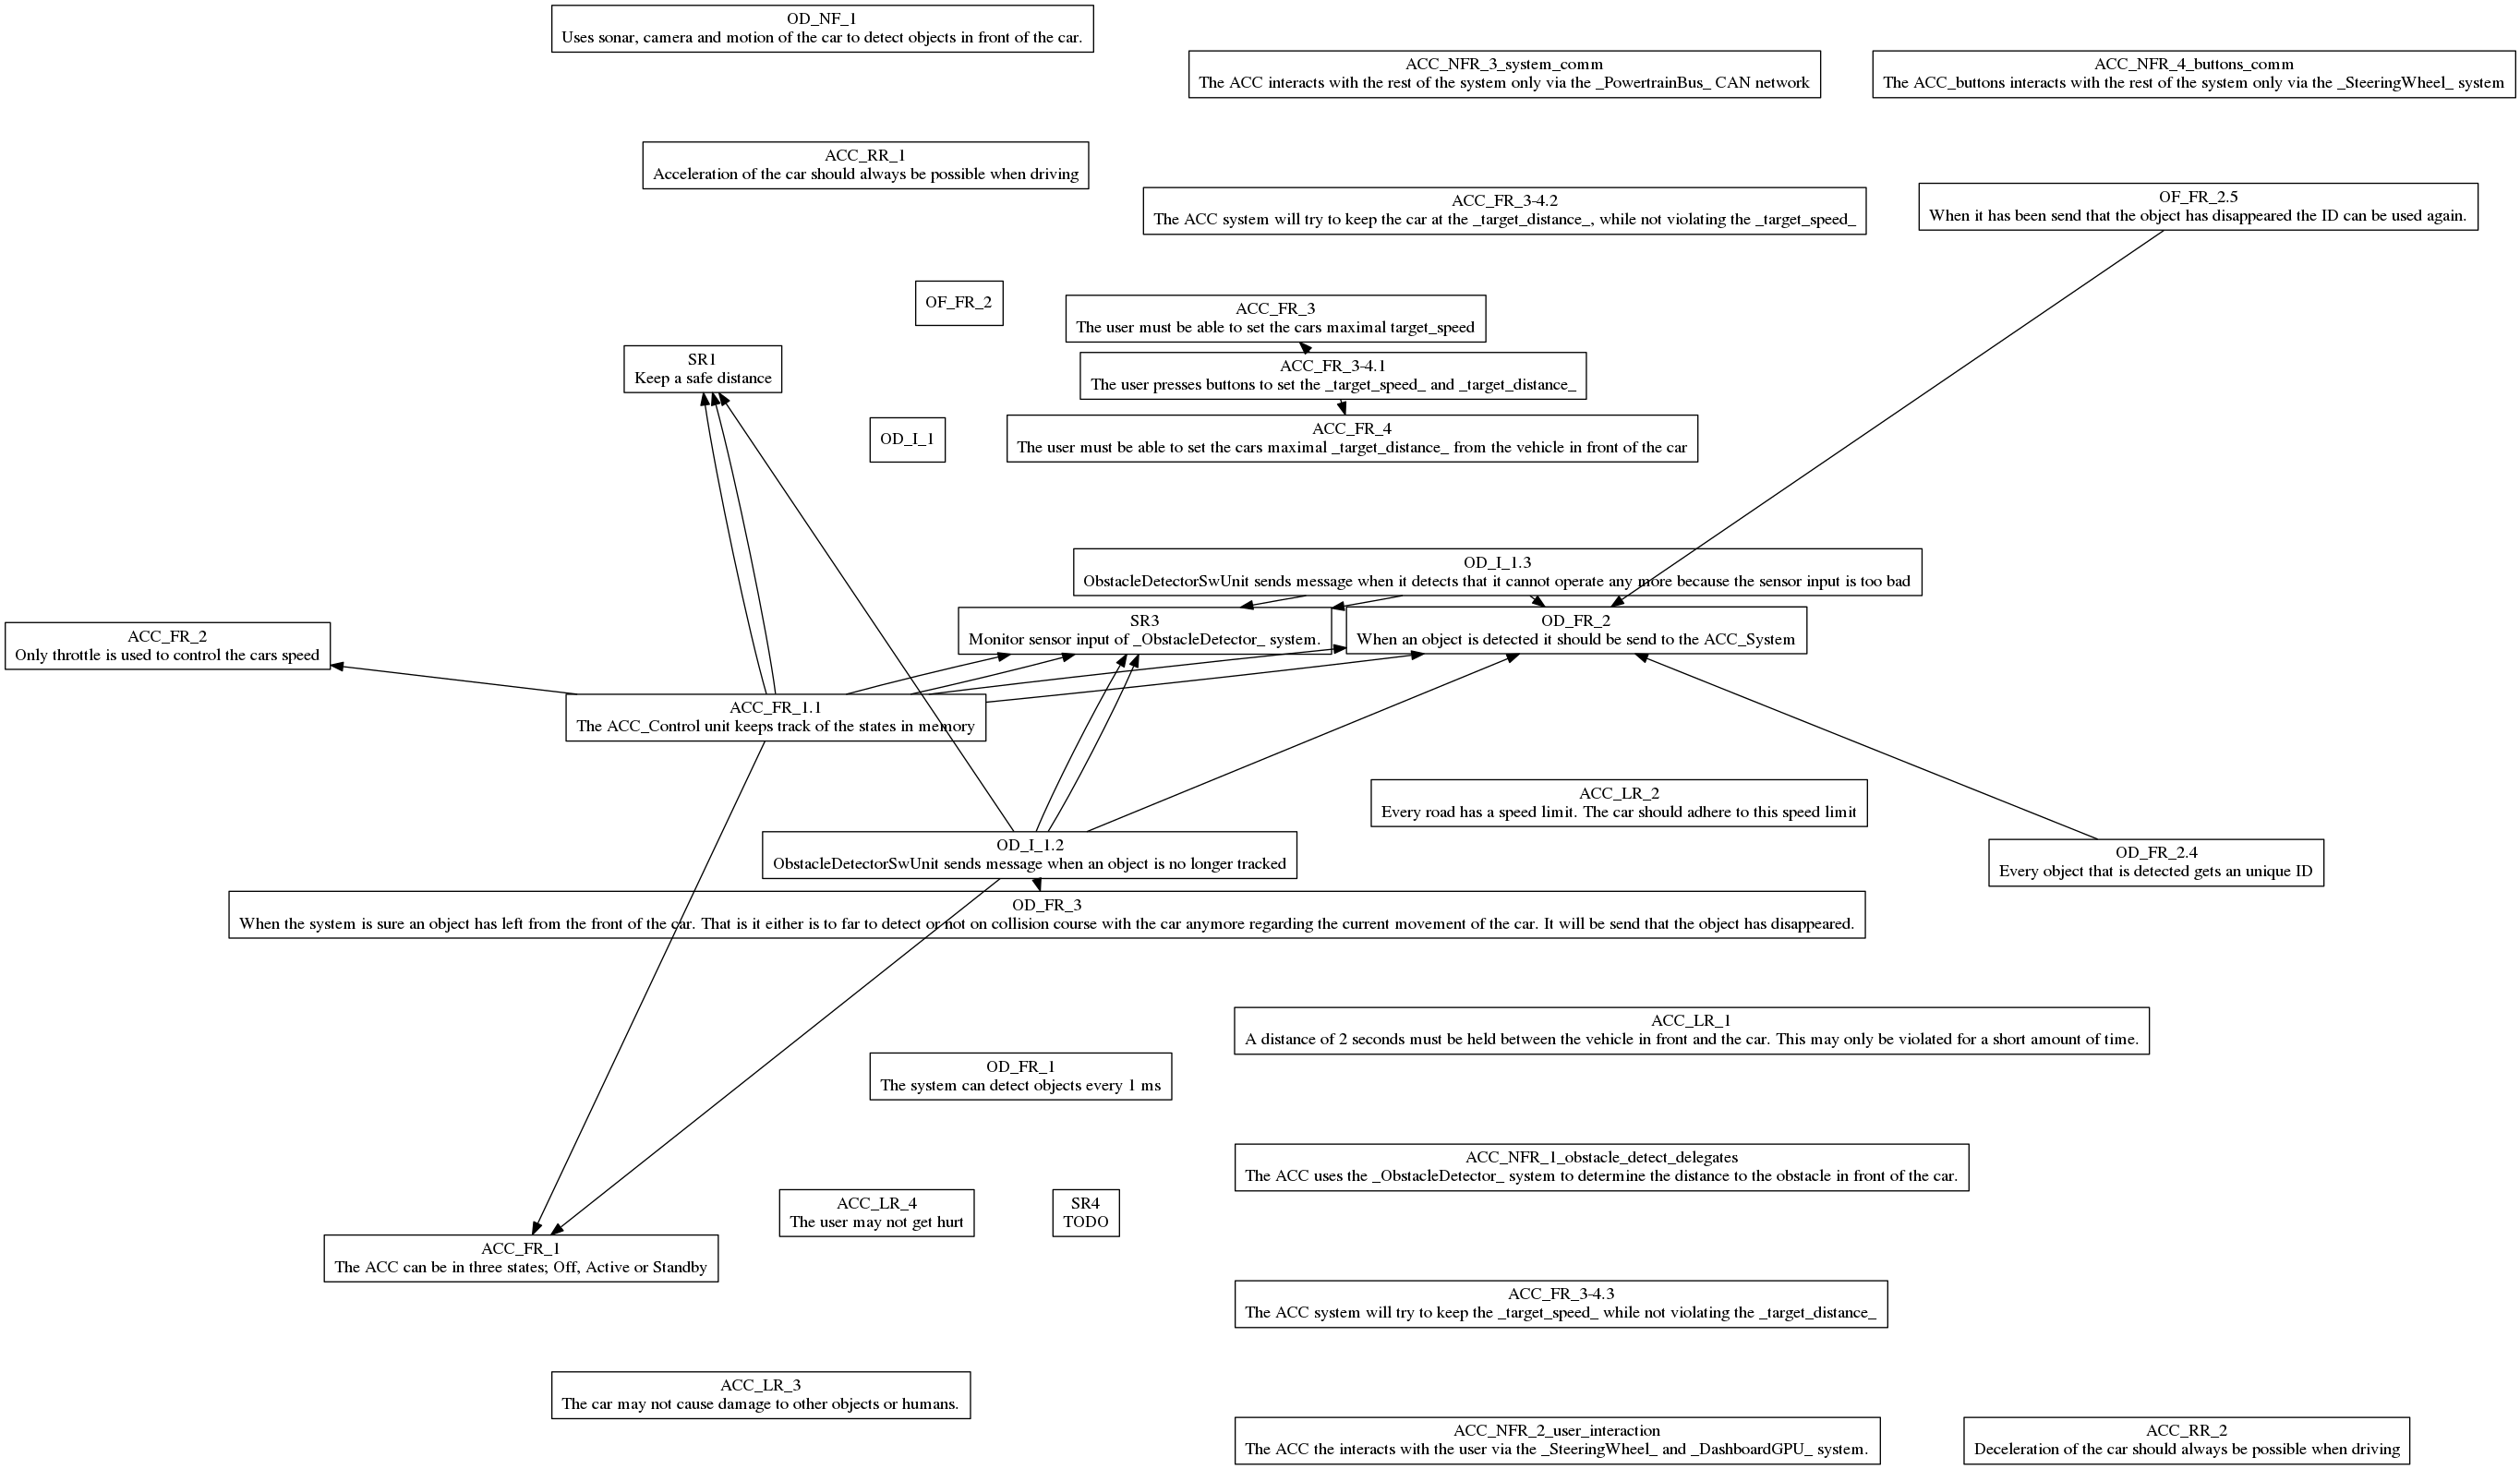 OD_NF_1
Uses sonar, camera and motion of the car to detect objects in front of the car.
ACC_NFR_3_system_comm
The ACC interacts with the rest of the system only via the _PowertrainBus_ CAN network
ACC_NFR_4_buttons_comm
The ACC_buttons interacts with the rest of the system only via the _SteeringWheel_ system
ACC_RR_1
Acceleration of the car should always be possible when driving
ACC_FR_3-4.2
The ACC system will try to keep the car at the _target_distance_, while not violating the _target_speed_
OF_FR_2.5
When it has been send that the object has disappeared the ID can be used again.
OF_FR_2
ACC_FR_3
The user must be able to set the cars maximal target_speed
SR1
Keep a safe distance
ACC_FR_3-4.1
The user presses buttons to set the _target_speed_ and _target_distance_
OD_I_1
ACC_FR_4
The user must be able to set the cars maximal _target_distance_ from the vehicle in front of the car
OD_I_1.3
ObstacleDetectorSwUnit sends message when it detects that it cannot operate any more because the sensor input is too bad
ACC_FR_2
Only throttle is used to control the cars speed
SR3
Monitor sensor input of _ObstacleDetector_ system.
OD_FR_2
When an object is detected it should be send to the ACC_System
ACC_FR_1.1
The ACC_Control unit keeps track of the states in memory
ACC_LR_2
Every road has a speed limit. The car should adhere to this speed limit
OD_I_1.2
ObstacleDetectorSwUnit sends message when an object is no longer tracked
OD_FR_2.4
Every object that is detected gets an unique ID
OD_FR_3
When the system is sure an object has left from the front of the car. That is it either is to far to detect or not on collision course with the car anymore regarding the current movement of the car. It will be send that the object has disappeared.
ACC_LR_1
A distance of 2 seconds must be held between the vehicle in front and the car. This may only be violated for a short amount of time.
OD_FR_1
The system can detect objects every 1 ms
ACC_NFR_1_obstacle_detect_delegates
The ACC uses the _ObstacleDetector_ system to determine the distance to the obstacle in front of the car.
ACC_LR_4
The user may not get hurt
SR4
TODO
ACC_FR_1
The ACC can be in three states; Off, Active or Standby
ACC_FR_3-4.3
The ACC system will try to keep the _target_speed_ while not violating the _target_distance_
ACC_LR_3
The car may not cause damage to other objects or humans.
ACC_NFR_2_user_interaction
The ACC the interacts with the user via the _SteeringWheel_ and _DashboardGPU_ system.
ACC_RR_2
Deceleration of the car should always be possible when driving